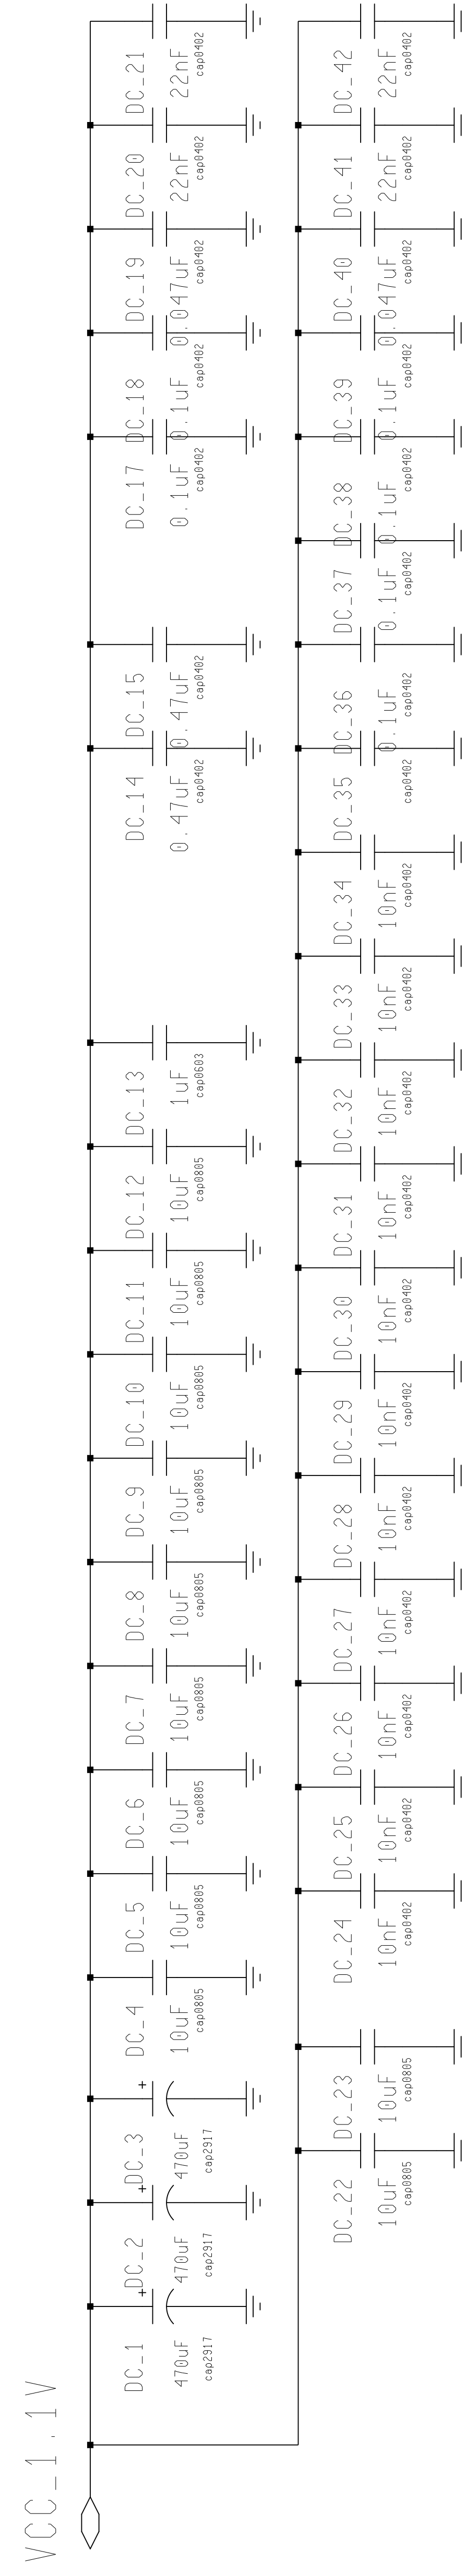 VCC_1.1V
DC_1
470uF
cap2917
DC_2
470uF
cap2917
DC_3
470uF
cap2917
DC_4
10uF
cap0805
DC_5
10uF
cap0805
DC_6
10uF
cap0805
DC_7
10uF
cap0805
DC_8
10uF
cap0805
DC_9
10uF
cap0805
DC_10
10uF
cap0805
DC_11
10uF
cap0805
DC_12
10uF
cap0805
DC_13
1uF
cap0603
DC_14
0.47uF
cap0402
DC_15
0.47uF
cap0402
DC_17
0.1uF
cap0402
DC_18
0.1uF
cap0402
DC_19
0.047uF
cap0402
DC_20
22nF
cap0402
DC_21
22nF
cap0402
DC_22
10uF
cap0805
DC_23
10uF
cap0805
DC_24
10nF
cap0402
DC_25
10nF
cap0402
DC_26
10nF
cap0402
DC_27
10nF
cap0402
DC_28
10nF
cap0402
DC_29
10nF
cap0402
DC_30
10nF
cap0402
DC_31
10nF
cap0402
DC_32
10nF
cap0402
DC_33
10nF
cap0402
DC_34
10nF
cap0402
DC_35
cap0402
DC_36
0.1uF
cap0402
DC_37
0.1uF
cap0402
DC_38
0.1uF
cap0402
DC_39
0.1uF
cap0402
DC_40
0.047uF
cap0402
DC_41
22nF
cap0402
DC_42
22nF
cap0402